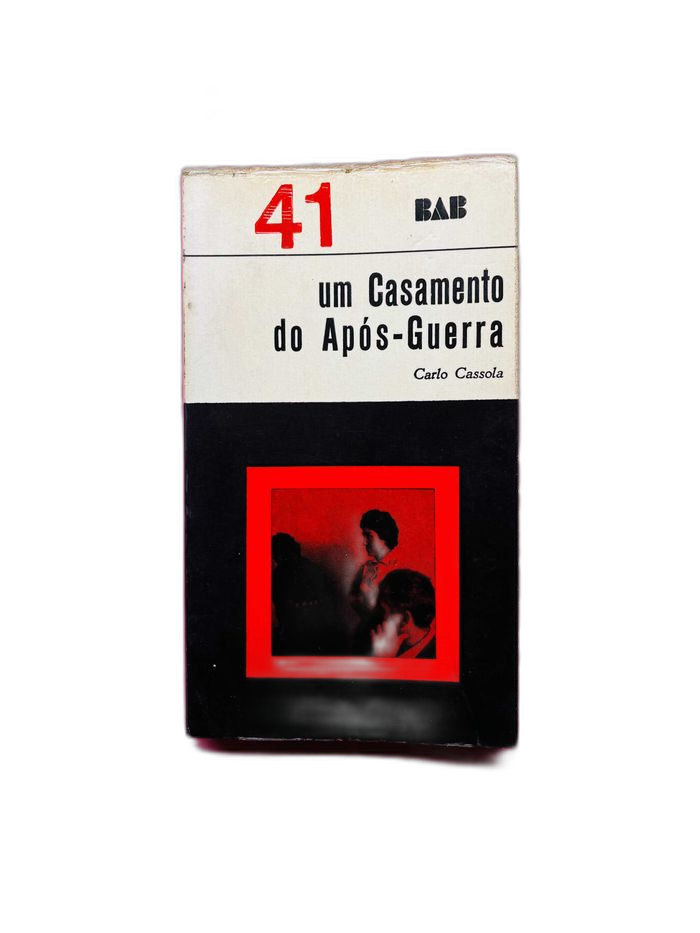 41
BAB
um Casamento
do Após-Guerra
Carlo Cassola